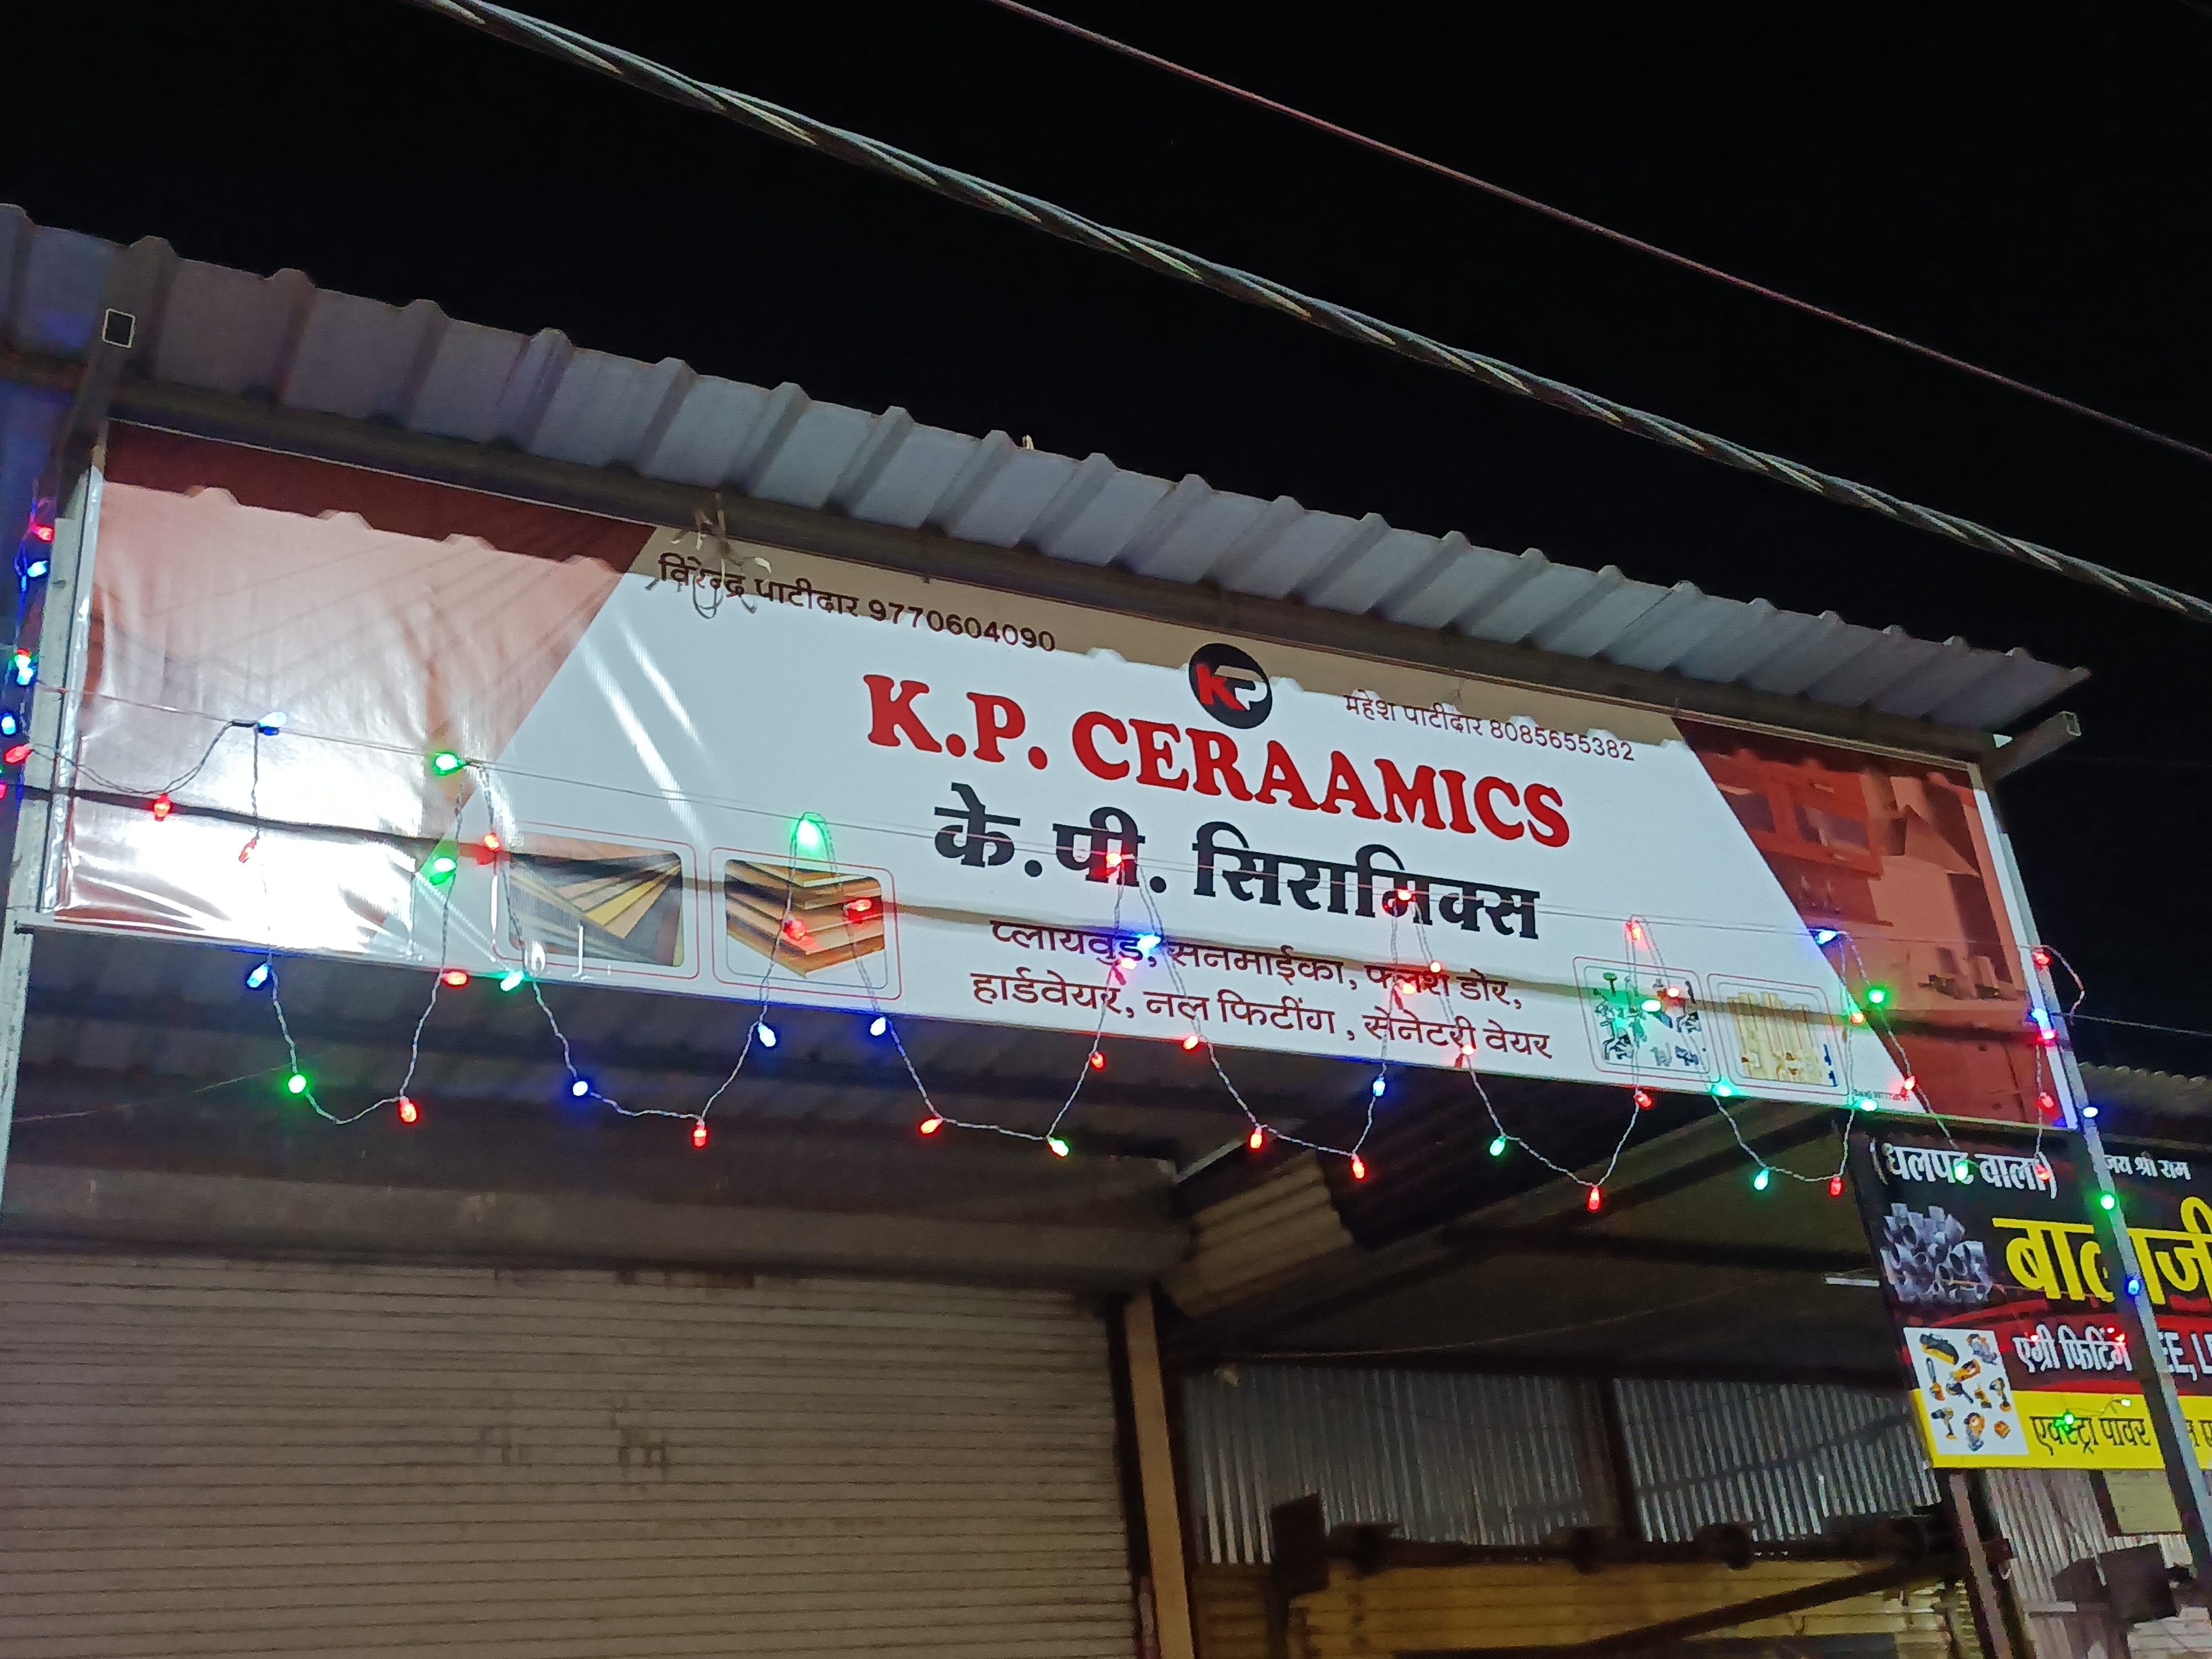 विरेन्द्र पाटीदार 9770604090
KP
महेश पाटीदार 8085655382
K.P. CERAAMICS
के.पी. सिरामिक्स
प्लायवुड, सनमाईका, फ्लश डोर,
हार्डवेयर, नल फिटींग , सेनेटरी वेयर
(धलपट वाला)
जय श्री राम
बालाजी
एग्री फिटिंग
एक्स्ट्रा पावर